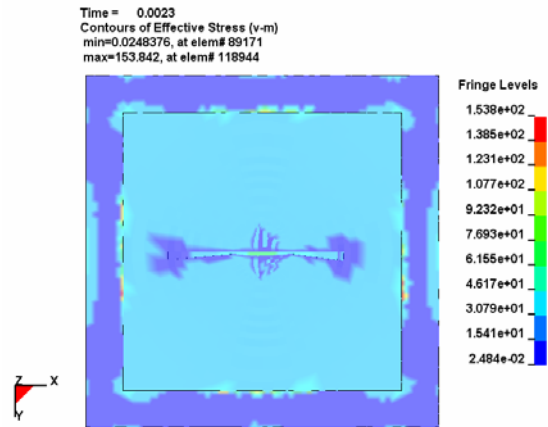 Time = 0.0023
Contours of Effective Stress (v-m)
min=0.0248376, at elem# 89171
max=153.842, at elem# 118944
Fringe Levels
1.538e+02
1.385e+02
1.231e+02
1.077e+02
9.232e+01
7.693e+01
6.155e+01
4.617e+01
3.079e+01
1.541e+01
2.484e-02
Z X
Y